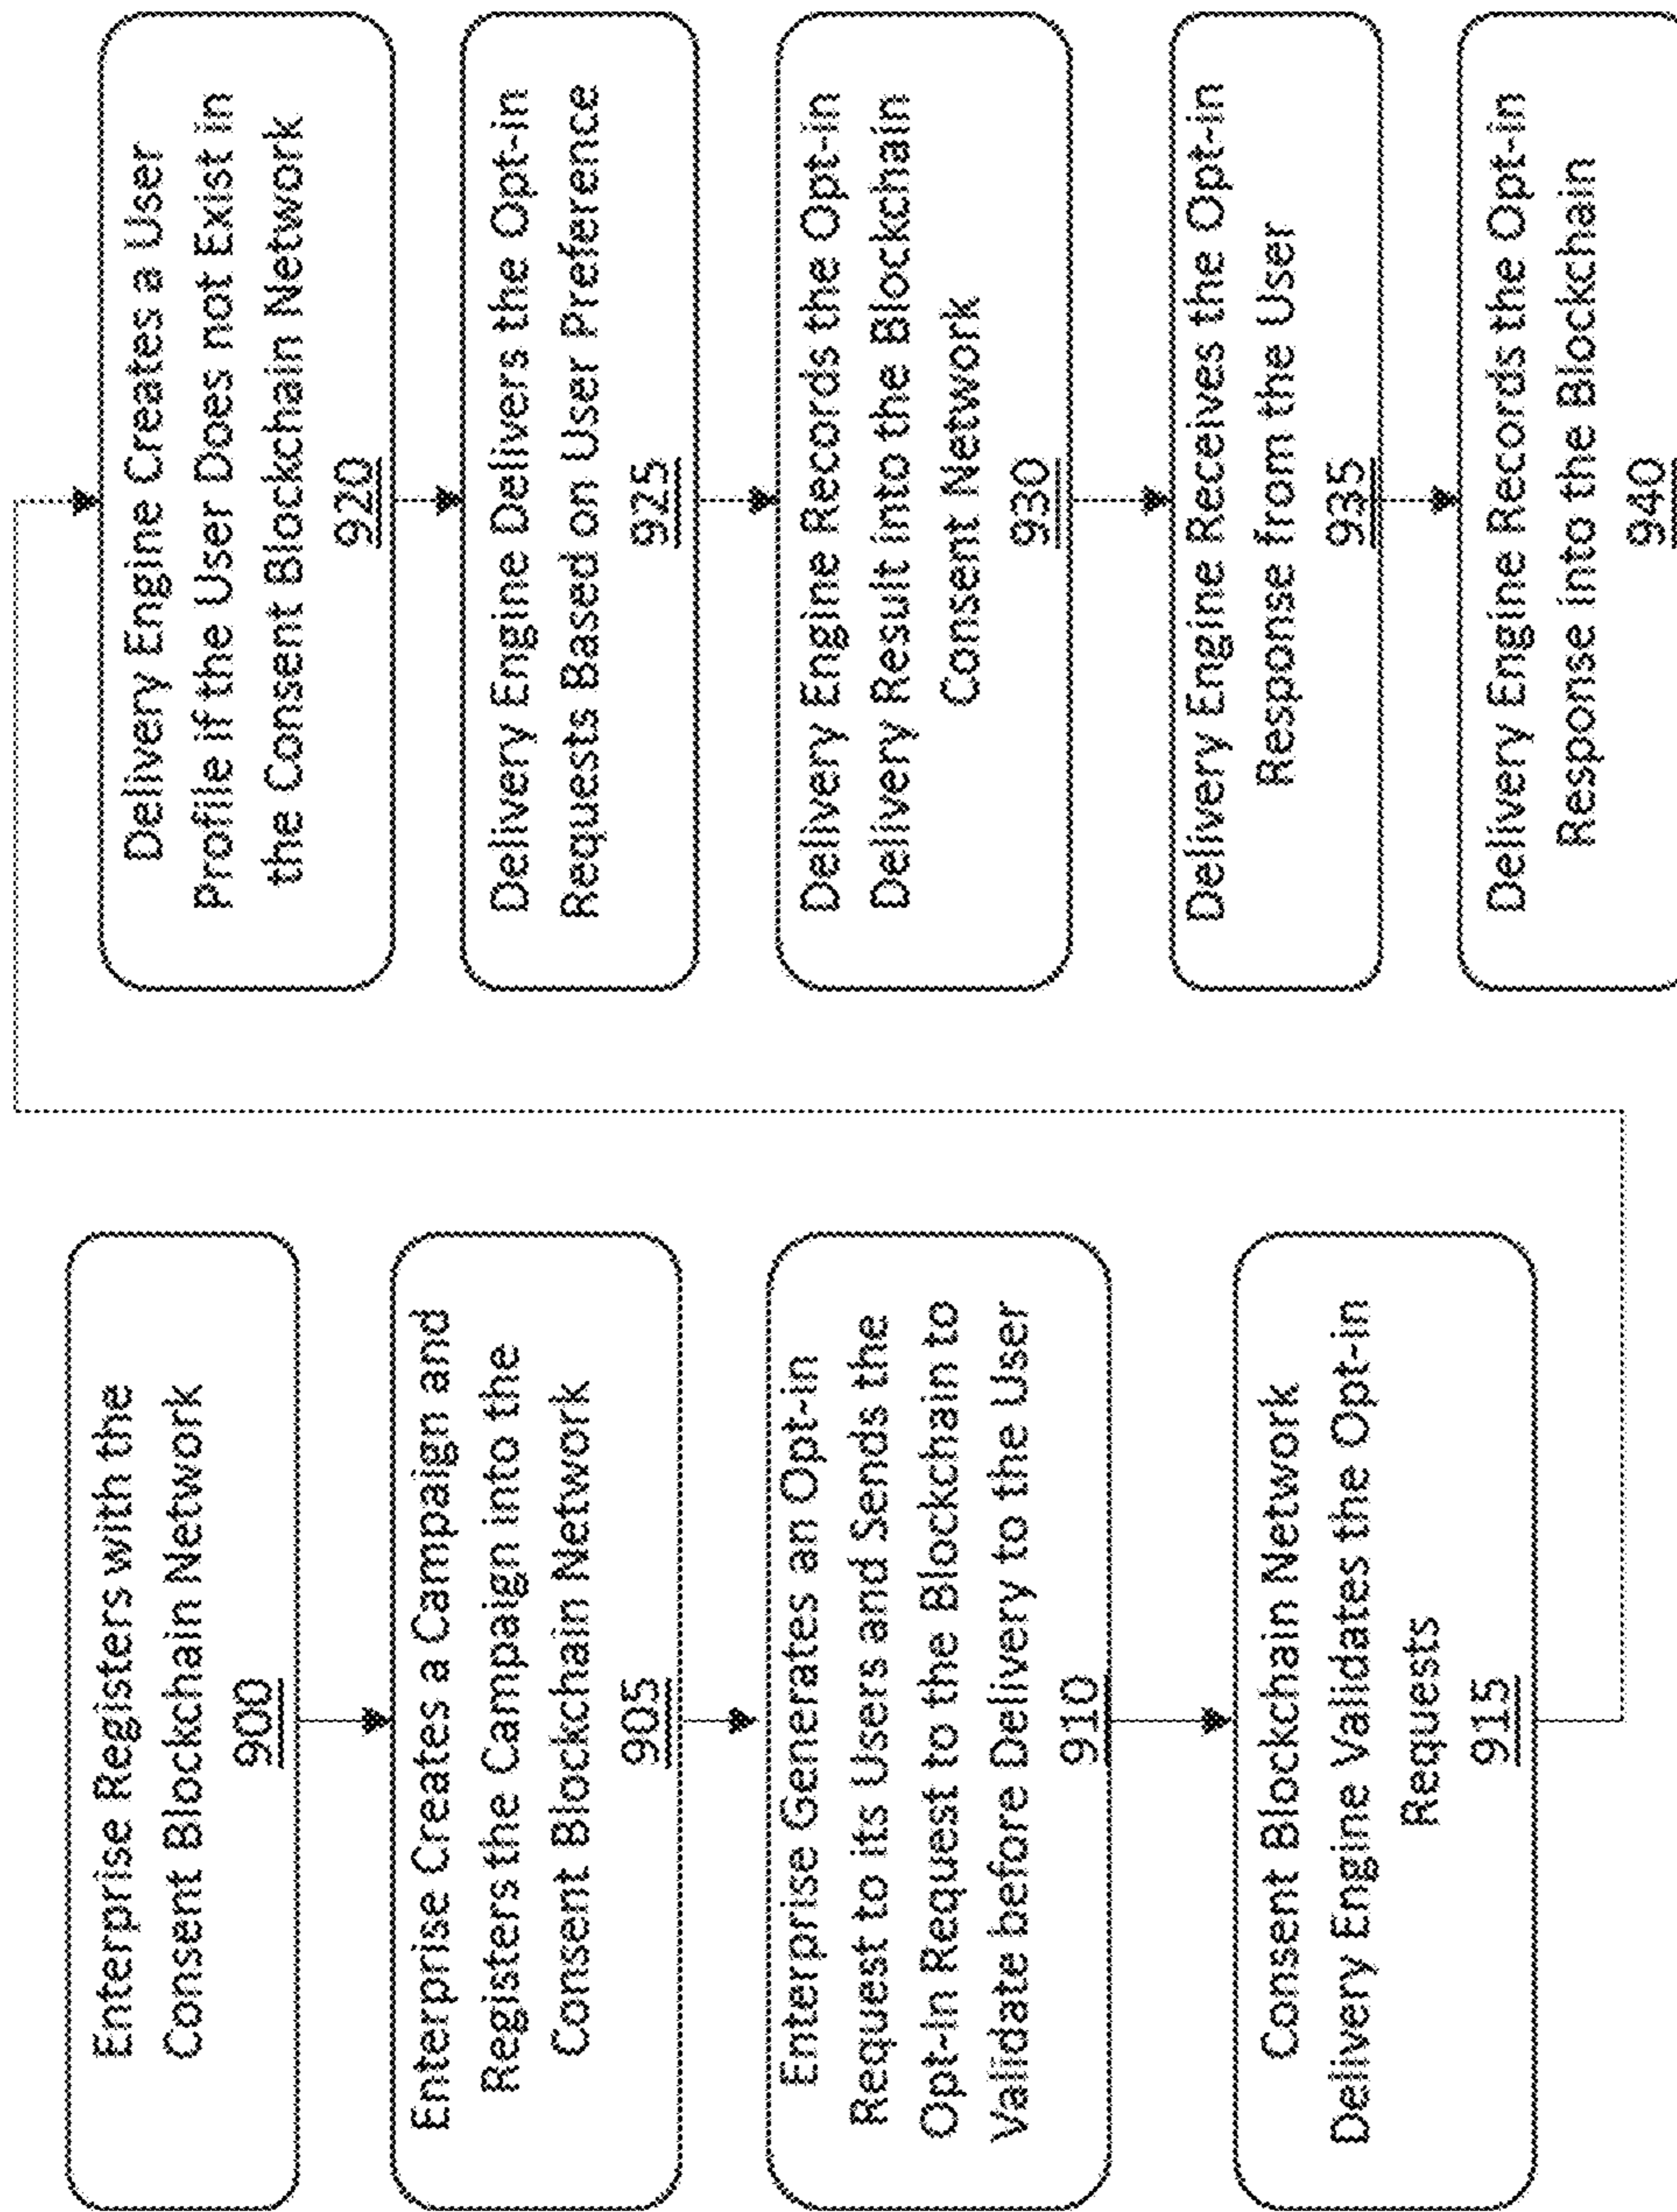 Enterprise Registers with the
Consent Blockchain Network
900
Enterprise Creates a Campaign and
Registers the Campaign into the
Consent Blockchain Network
905
Enterprise Generates an Opt-in
Request to its Users and Sends the
Opt-In Request to the Blockchain to
Validate before Delivery to the User
910
Consent Blockchain Network
Delivery Engine Validates the Opt-in
Requests
915
Delivery Engine Creates a User
Profile if the User Does not Exist in
the Consent Blockchain Network
920
Delivery Engine Delivers the Opt-in
Requests Based on User Preference
925
Delivery Engine Records the Opt-in
Delivery Result into the Blockchain
Consent Network
930
Delivery Engine Receives the Opt-in
Response from the User
935
Delivery Engine Records the Opt-in
Response into the Blockchain
940